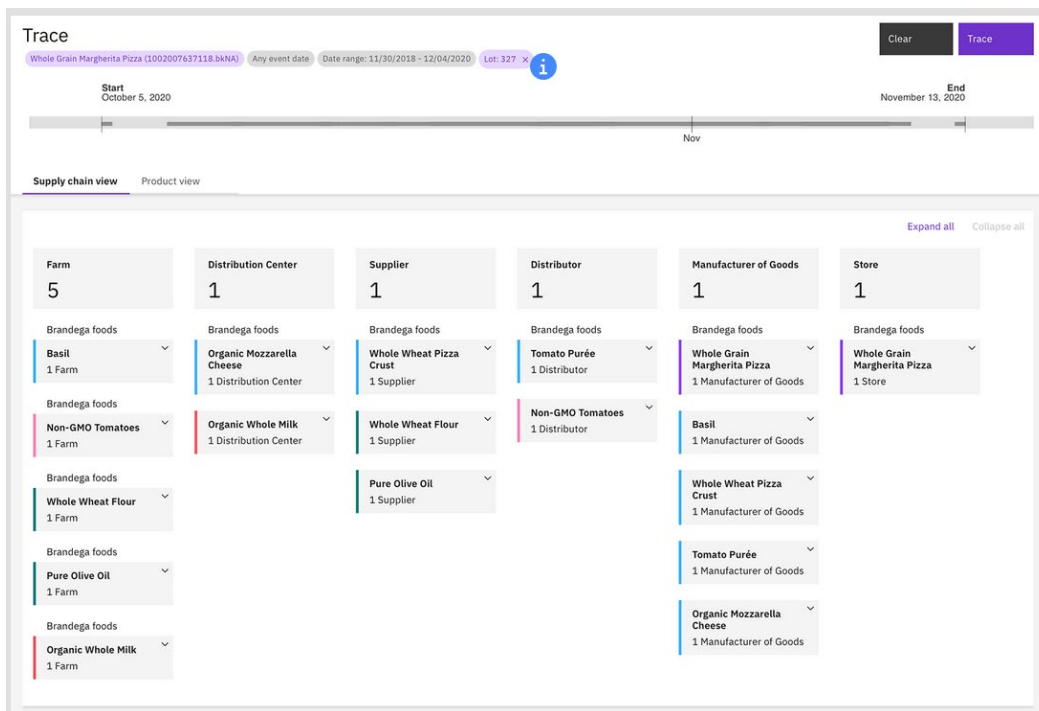 Trace
Clear
Trace
Whole Grain Margherita Pizza (1002007637118.bkNA)
Any event date
Date range: 11/30/2018 - 12/04/2020
Lot: 327 ×
i
Start
October 5, 2020
End
November 13, 2020
Nov
Supply chain view
Product view
Expand all
Collapse all
Farm
5
Brandega foods
Basil
1 Farm
Brandega foods
Non-GMO Tomatoes
1 Farm
Brandega foods
Whole Wheat Flour
1 Farm
Brandega foods
Pure Olive Oil
1 Farm
Brandega foods
Organic Whole Milk
1 Farm
Distribution Center
1
Brandega foods
Organic Mozzarella
Cheese
1 Distribution Center
Organic Whole Milk
1 Distribution Center
Supplier
1
Brandega foods
Whole Wheat Pizza
Crust
1 Supplier
Whole Wheat Flour
1 Supplier
Pure Olive Oil
1 Supplier
Distributor
1
Brandega foods
Tomato Purée
1 Distributor
Non-GMO Tomatoes
1 Distributor
Manufacturer of Goods
1
Brandega foods
Whole Grain
Margherita Pizza
1 Manufacturer of Goods
Basil
1 Manufacturer of Goods
Whole Wheat Pizza
Crust
1 Manufacturer of Goods
Tomato Purée
1 Manufacturer of Goods
Organic Mozzarella
Cheese
1 Manufacturer of Goods
Store
1
Brandega foods
Whole Grain
Margherita Pizza
1 Store